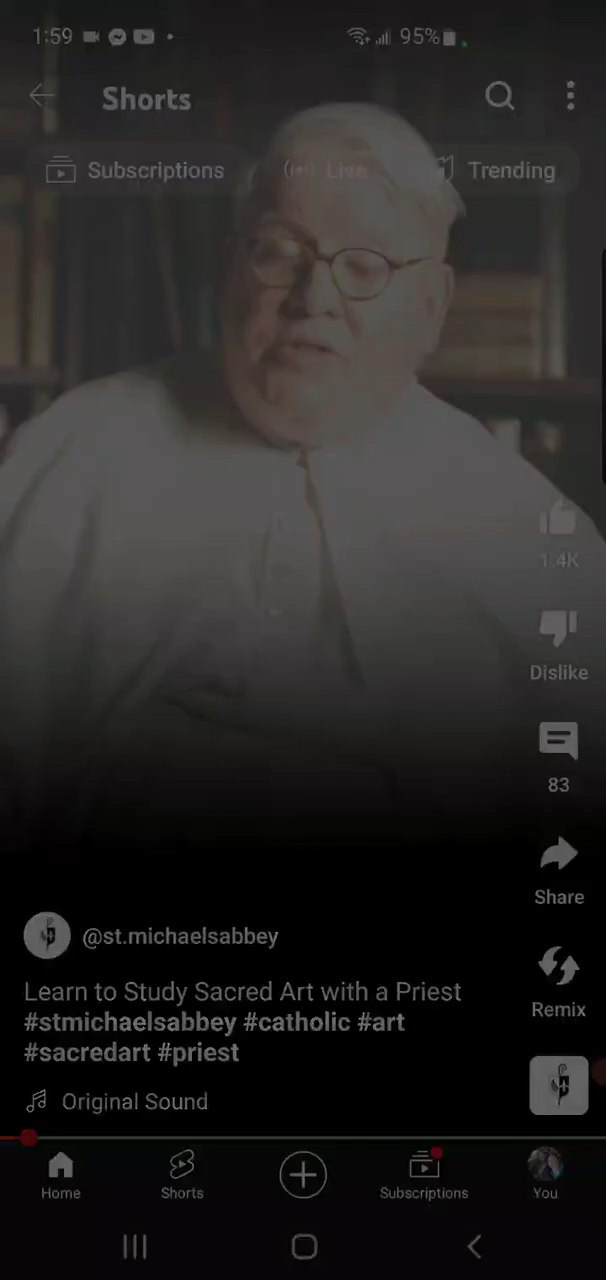 1:59
95%
Shorts
Subscriptions
Live
Trending
1.4K
Dislike
83
Share
@st.michaelsabbey
Learn to Study Sacred Art with a Priest
#stmichaelsabbey #catholic #art
#sacredart #priest
Remix
Original Sound
Home
Shorts
Subscriptions
You